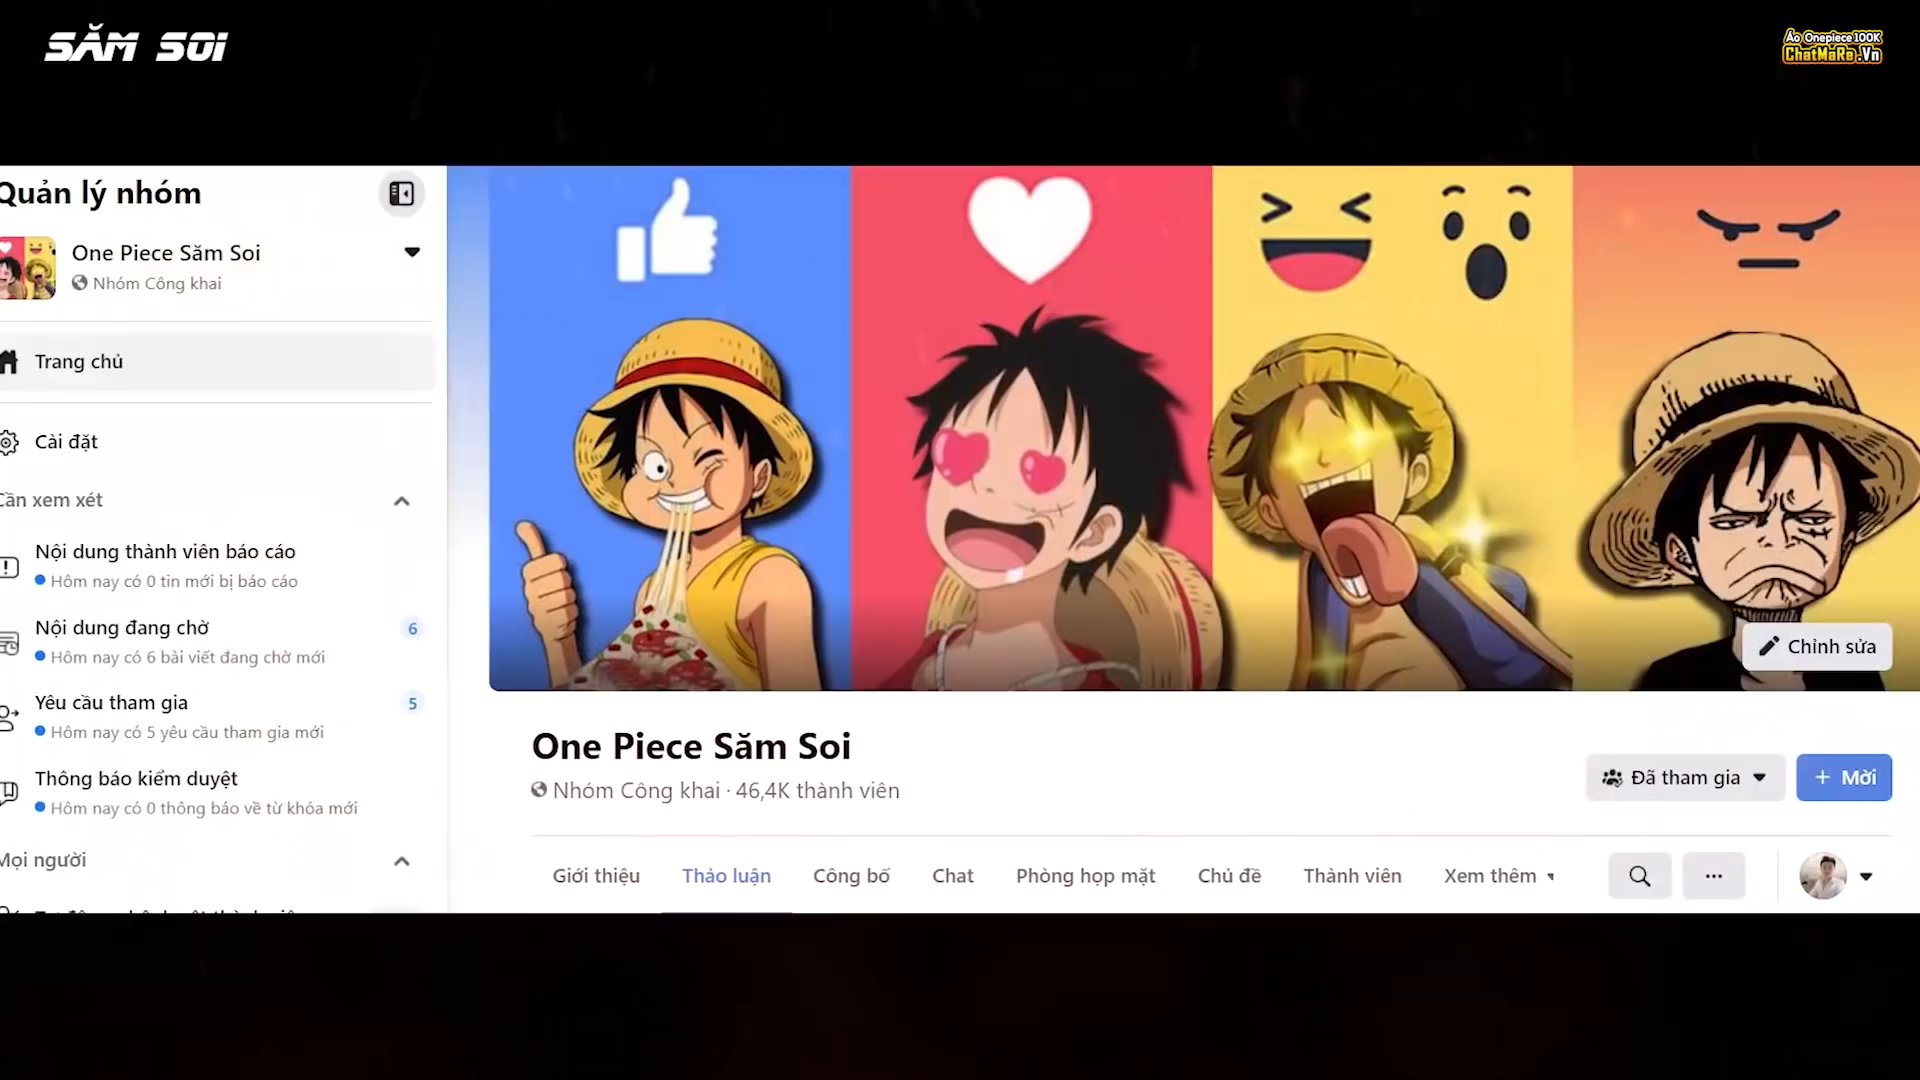 SĂM SOI
Áo Onepiece 100K
ChatMaRe.Vn
Quản lý nhóm
One Piece Săm Soi
Nhóm Công khai
Trang chủ
Cài đặt
Cần xem xét
Nội dung thành viên báo cáo
Hôm nay có 0 tin mới bị báo cáo
Nội dung đang chờ
6
Hôm nay có 6 bài viết đang chờ mới
Yêu cầu tham gia
5
Hôm nay có 5 yêu cầu tham gia mới
Thông báo kiểm duyệt
Hôm nay có 0 thông báo về từ khóa mới
Mọi người
Chỉnh sửa
One Piece Săm Soi
Nhóm Công khai · 46,4K thành viên
Đã tham gia
+ Mời
Giới thiệu
Thảo luận
Công bố
Chat
Phòng họp mặt
Chủ đề
Thành viên
Xem thêm